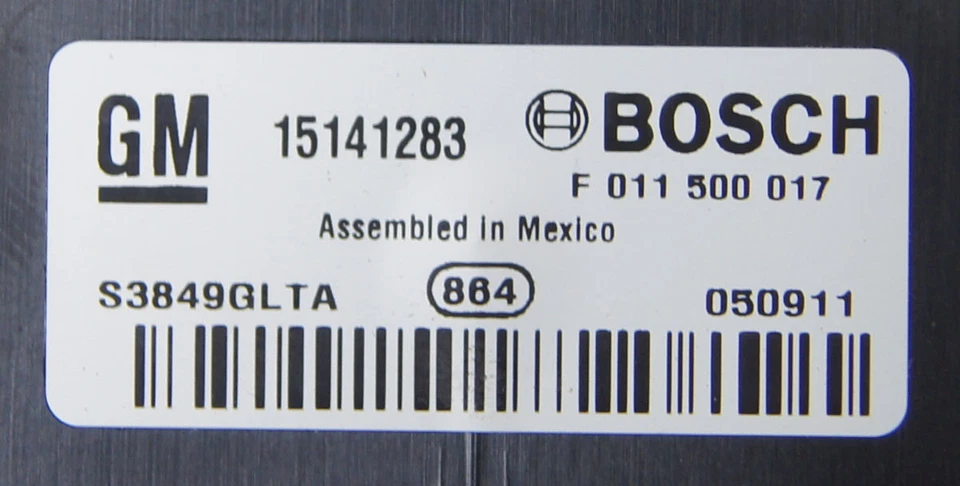 GM 15141283 BOSCH
F 011 500 017
Assembled in Mexico
S3849GLTA 864 050911